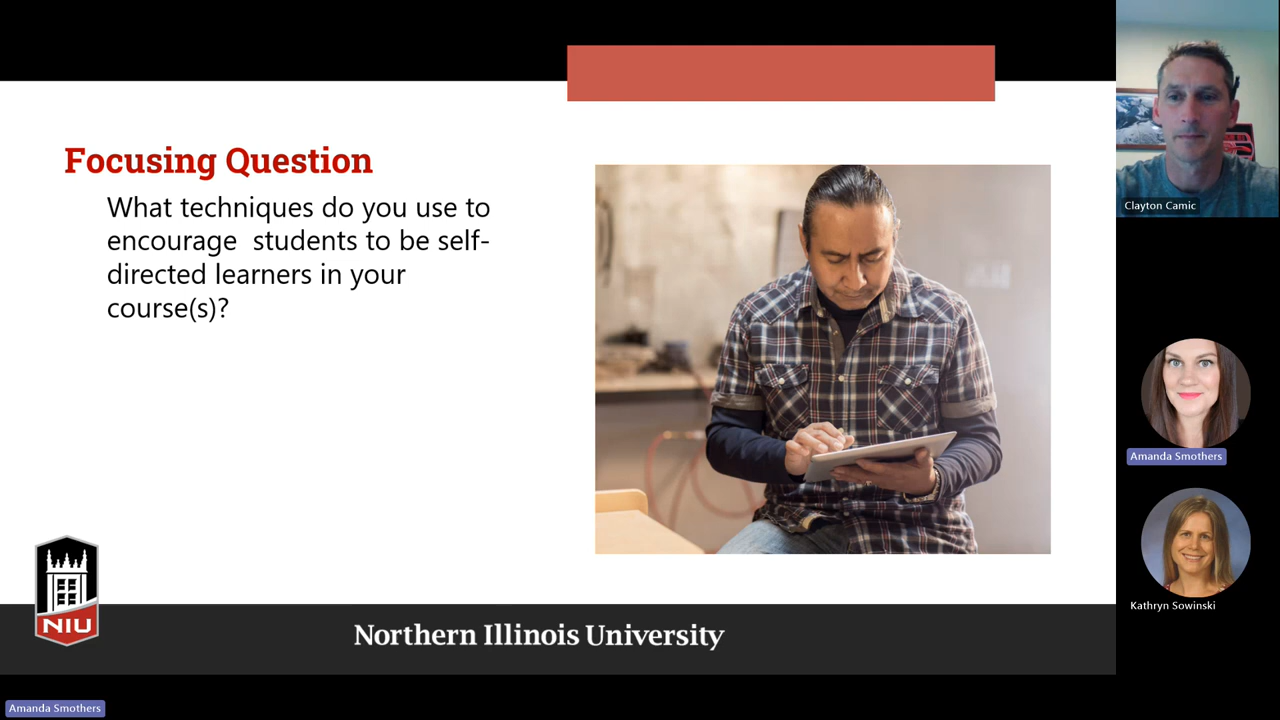 Focusing Question
What techniques do you use to
encourage  students to be self-
directed learners in your
course(s)?
NIU
Northern Illinois University
Clayton Camic
Amanda Smothers
Kathryn Sowinski
Amanda Smothers